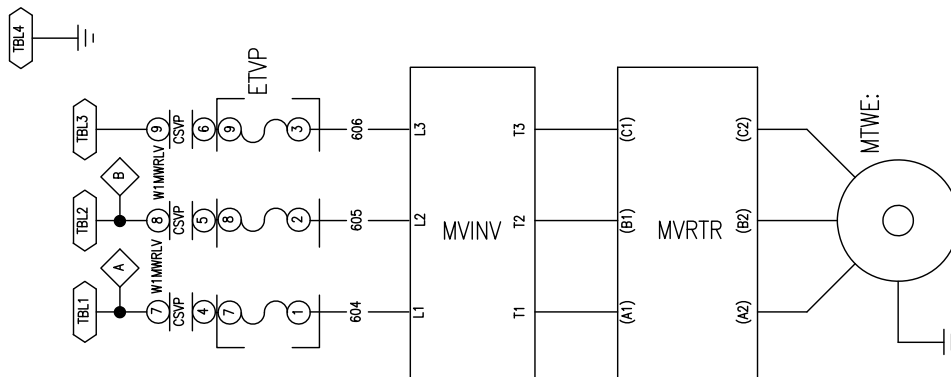 TBL4
TBL3
TBL2
TBL1
B
A
9
8
7
W1MWRLV
W1MWRLV
CSVP
CSVP
CSVP
6
5
4
ETVP
9
8
7
3
2
1
606
605
604
L3
L2
L1
MVINV
T3
T2
T1
(C1)
(B1)
(A1)
MVRTR
(C2)
(B2)
(A2)
MTWE: